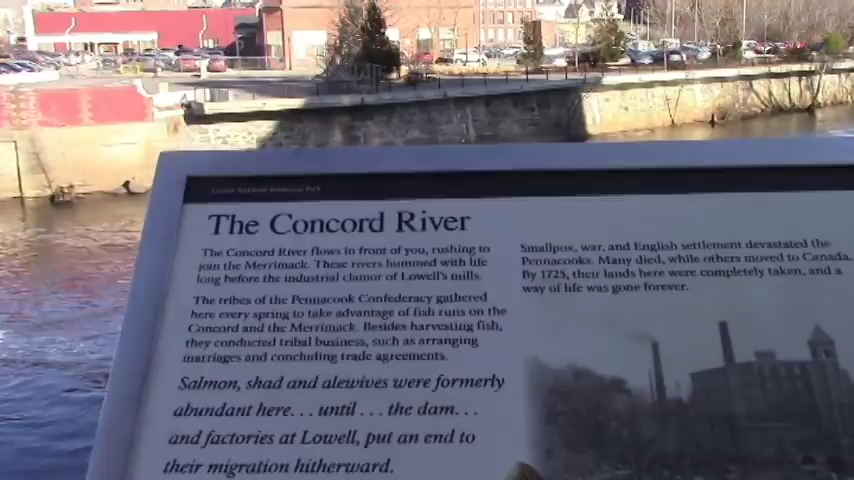 Lowell National Historical Park
The Concord River
The Concord River flows in front of you, rushing to
join the Merrimack. These rivers hummed with life
long before the industrial clamor of Lowell's mills.
The tribes of the Pennacook Confederacy gathered
here every spring to take advantage of fish runs on the
Concord and the Merrimack. Besides harvesting fish,
they conducted tribal business, such as arranging
marriages and concluding trade agreements.
Salmon, shad and alewives were formerly
abundant here. . . until . . . the dam. . .
and factories at Lowell, put an end to
their migration hitherward.
Smallpox, war, and English settlement devastated the
Pennacooks. Many died, while others moved to Canada.
By 1725, their lands here were completely taken, and a
way of life was gone forever.